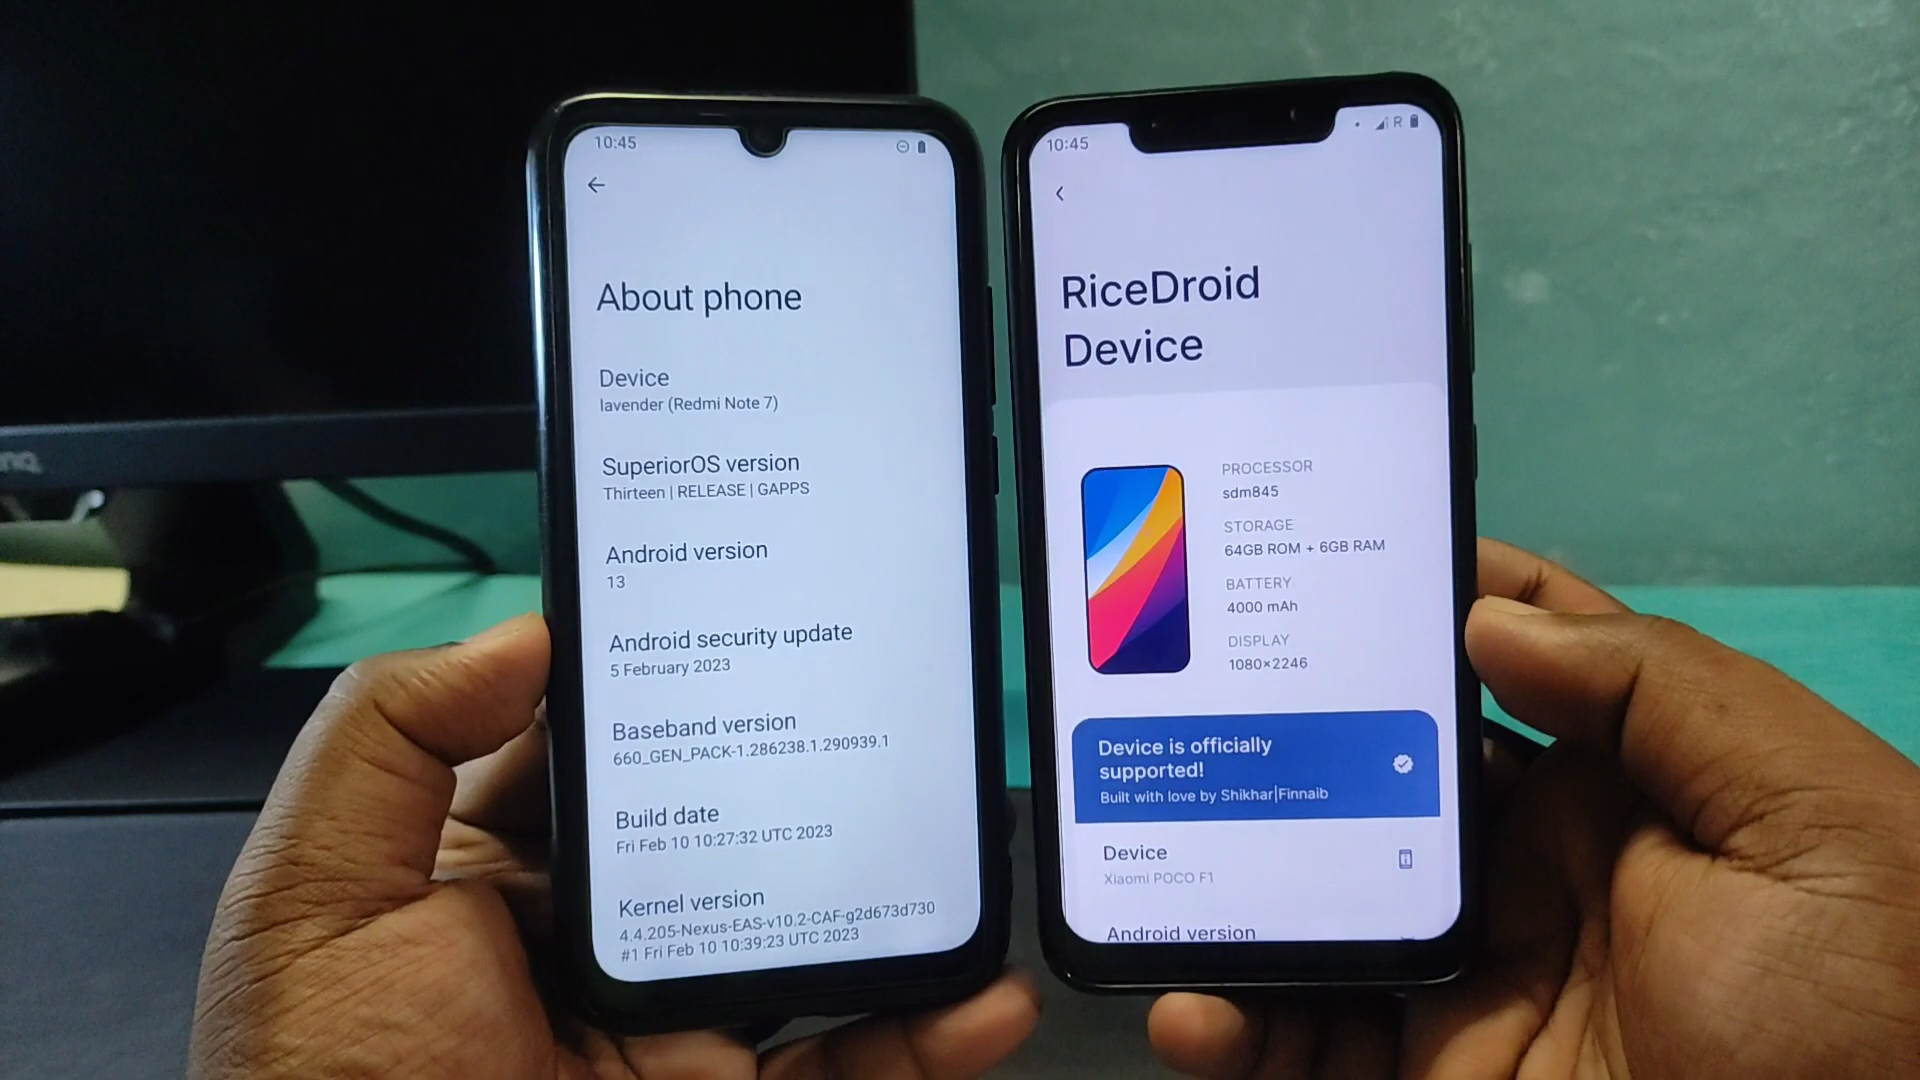 10:45
About phone
Device
lavender (Redmi Note 7)
SuperiorOS version
Thirteen | RELEASE | GAPPS
Android version
13
Android security update
5 February 2023
Baseband version
660_GEN_PACK-1.286238.1.290939.1
Build date
Fri Feb 10 10:27:32 UTC 2023
Kernel version
4.4.205-Nexus-EAS-v10.2-CAF-g2d673d730
#1 Fri Feb 10 10:39:23 UTC 2023
10:45
R
RiceDroid
Device
PROCESSOR
sdm845
STORAGE
64GB ROM + 6GB RAM
BATTERY
4000 mAh
DISPLAY
1080×2246
Device is officially
supported!
Built with love by Shikhar|Finnaib
Device
Xiaomi POCO F1
Android version